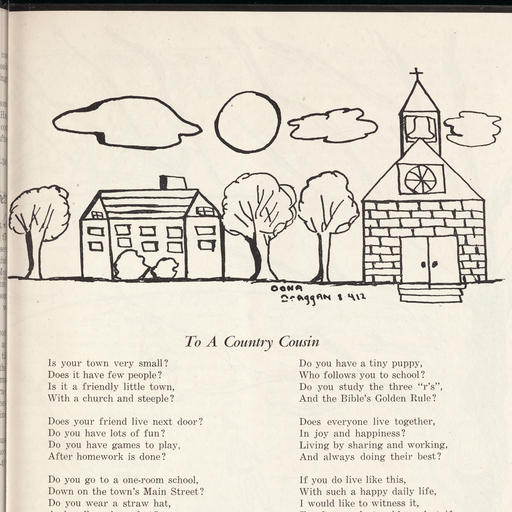 DONA
Draggan 8 412
To A Country Cousin
Is your town very small?
Does it have few people?
Is it a friendly little town,
With a church and steeple?
Does your friend live next door?
Do you have lots of fun?
Do you have games to play,
After homework is done?
Do you go to a one-room school,
Down on the town's Main Street?
Do you wear a straw hat,
Do you have a tiny puppy,
Who follows you to school?
Do you study the three "r's",
And the Bible's Golden Rule?
Does everyone live together,
In joy and happiness?
Living by sharing and working,
And always doing their best?
If you do live like this,
With such a happy daily life,
I would like to witness it,